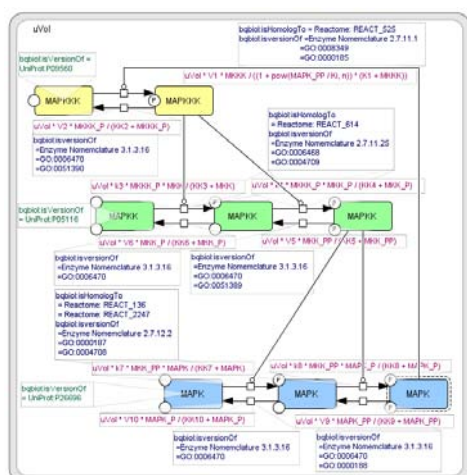 uVol
bqbiol:isHomologTo = Reactome: REACT_525
bqbiol:isversionOf =Enzyme Nomenclature 2.7.11.1
=GO:0008349
=GO:0000185
bqbiol:isVersionOf =
UniProt:P09560
uVol * V1 * MKKK / ((1 + pow(MAPK_PP / Ki, n)) * (K1 + MKKK))
MAPKKK
MAPKKK
P
uVol * V2 * MKKK_P / (KK2 + MKKK_P)
bqbiol:isversionOf
=Enzyme Nomenclature 3.1.3.16
=GO:0006470
=GO:0051390
bqbiol:isHomologTo
= Reactome: REACT_614
bqbiol:isversionOf
=Enzyme Nomenclature 2.7.11.25
=GO:0006468
=GO:0004709
uVol * k3 * MKKK_P * MKK / (KK3 + MKK)
MKKK_P * MKK_P / (KK4 + MKK_P)
bqbiol:isVersionOf
= UniProt:P05116
MAPKK
MAPKK
MAPKK
uVol * V6 * MKK_P / (KK6 + MKK_P)
uVol * V5 * MKK_PP / (KK5 + MKK_PP)
bqbiol:isversionOf
=Enzyme Nomenclature 3.1.3.16
=GO:0006470
bqbiol:isversionOf
=Enzyme Nomenclature 3.1.3.16
=GO:0006470
=GO:0051389
bqbiol:isHomologTo
= Reactome: REACT_136
= Reactome: REACT_2247
bqbiol:isversionOf
=Enzyme Nomenclature 2.7.12.2
=GO:0000187
=GO:0004708
uVol * k7 * MKK_PP * MAPK / (KK7 + MAPK)
uVol * k8 * MKK_PP * MAPK_P / (KK8 + MAPK_P)
bqbiol:isVersionOf
= UniProt:P26696
MAPK
MAPK
MAPK
uVol * V10 * MAPK_P / (KK10 + MAPK_P)
uVol * V9 * MAPK_PP / (KK9 + MAPK_PP)
bqbiol:isversionOf
=Enzyme Nomenclature 3.1.3.16
=GO:0006470
bqbiol:isversionOf
=Enzyme Nomenclature 3.1.3.16
=GO:0006470
=GO:0000188